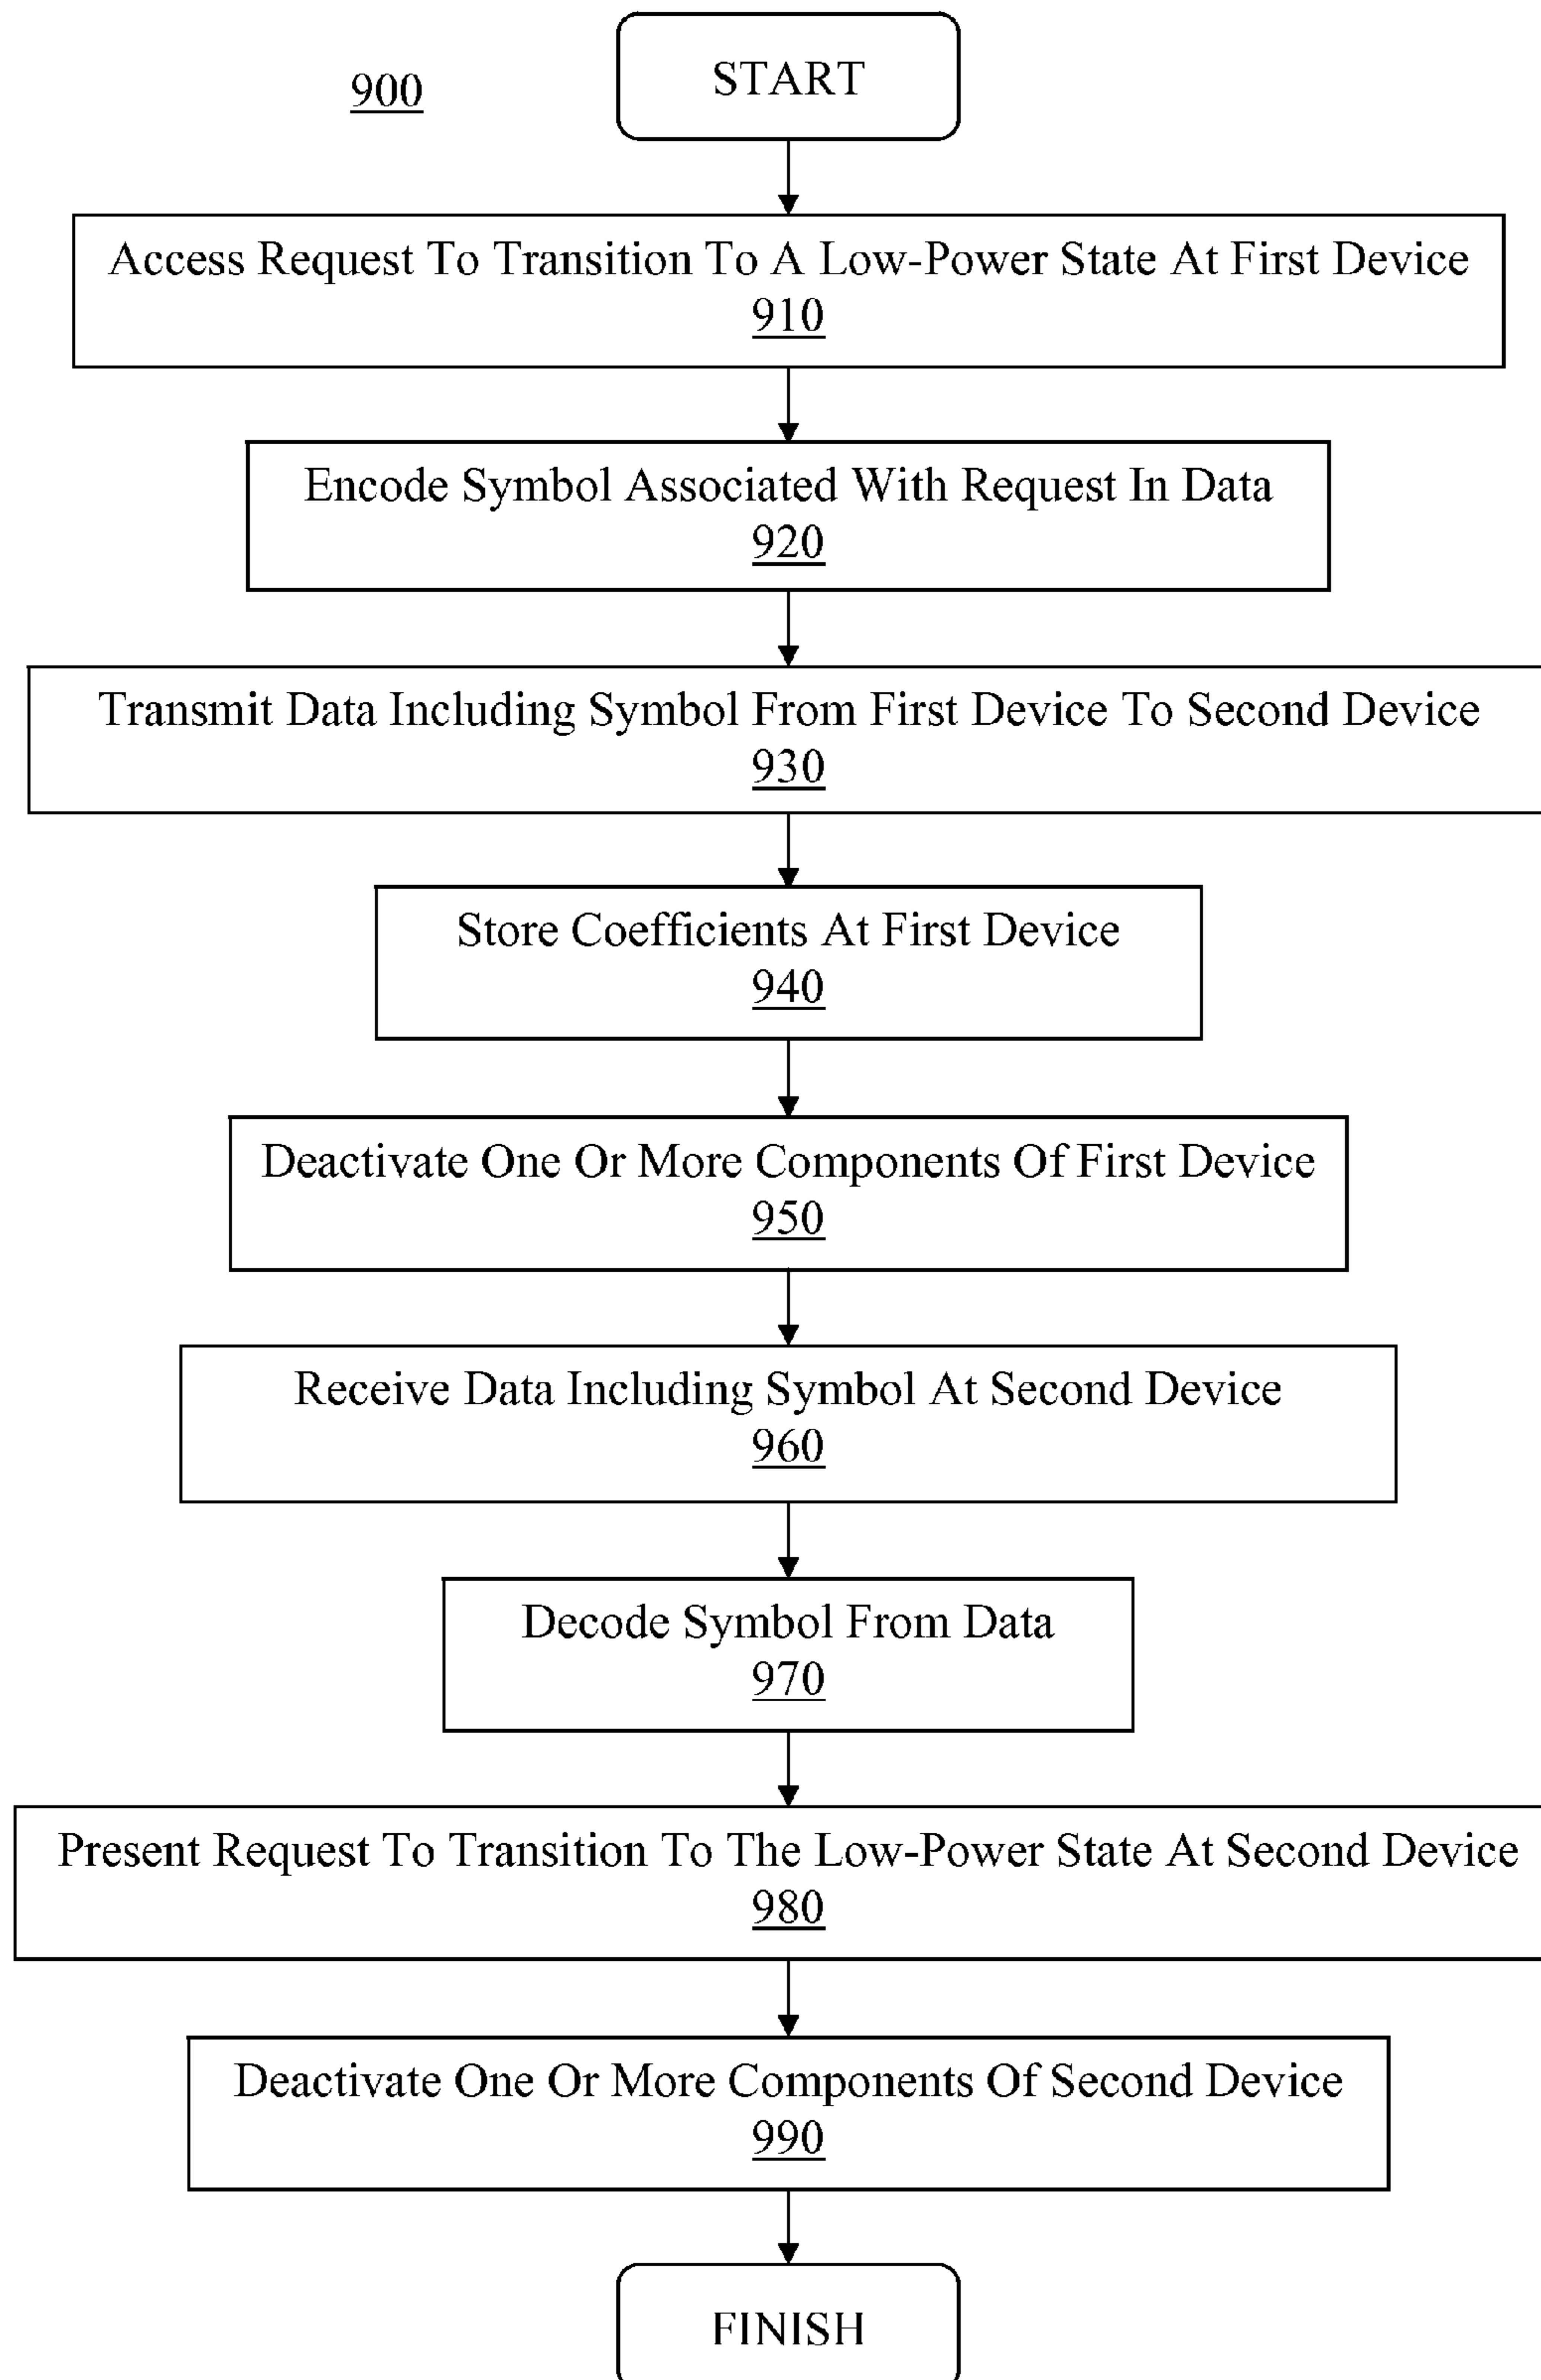 900
START
Access Request To Transition To A Low-Power State At First Device
910
Encode Symbol Associated With Request In Data
920
Transmit Data Including Symbol From First Device To Second Device
930
Store Coefficients At First Device
940
Deactivate One Or More Components Of First Device
950
Receive Data Including Symbol At Second Device
960
Decode Symbol From Data
970
Present Request To Transition To The Low-Power State At Second Device
980
Deactivate One Or More Components Of Second Device
990
FINISH